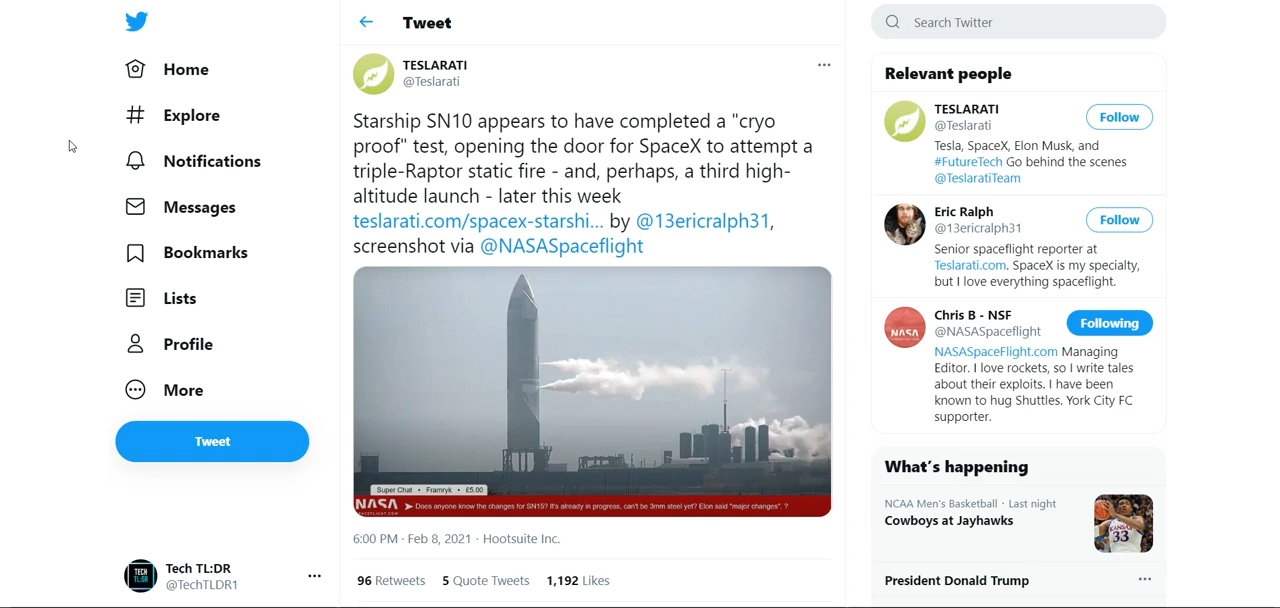 Home
Explore
Notifications
Messages
Bookmarks
Lists
Profile
More
Tweet
TECH
TL;DR
Tech TL:DR
@TechTLDR1
Tweet
TESLARATI
@Teslarati
Starship SN10 appears to have completed a "cryo
proof" test, opening the door for SpaceX to attempt a
triple-Raptor static fire - and, perhaps, a third high-
altitude launch - later this week
teslarati.com/spacex-starshi... by @13ericralph31,
screenshot via @NASASpaceflight
Super Chat • Framryk • £5.00
NASA
SPACEFLIGHT.COM
Does anyone know the changes for SN15? It's already in progress, can't be 3mm steel yet? Elon said "major changes". ?
6:00 PM · Feb 8, 2021 · Hootsuite Inc.
96 Retweets 5 Quote Tweets 1,192 Likes
Search Twitter
Relevant people
TESLARATI
@Teslarati
Follow
Tesla, SpaceX, Elon Musk, and
#FutureTech Go behind the scenes
@TeslaratiTeam
Eric Ralph
@13ericralph31
Follow
Senior spaceflight reporter at
Teslarati.com. SpaceX is my specialty,
but I love everything spaceflight.
NASA
Chris B - NSF
@NASASpaceflight
Following
NASASpaceFlight.com Managing
Editor. I love rockets, so I write tales
about their exploits. I have been
known to hug Shuttles. York City FC
supporter.
What's happening
NCAA Men's Basketball · Last night
Cowboys at Jayhawks
KANSAS
33
President Donald Trump